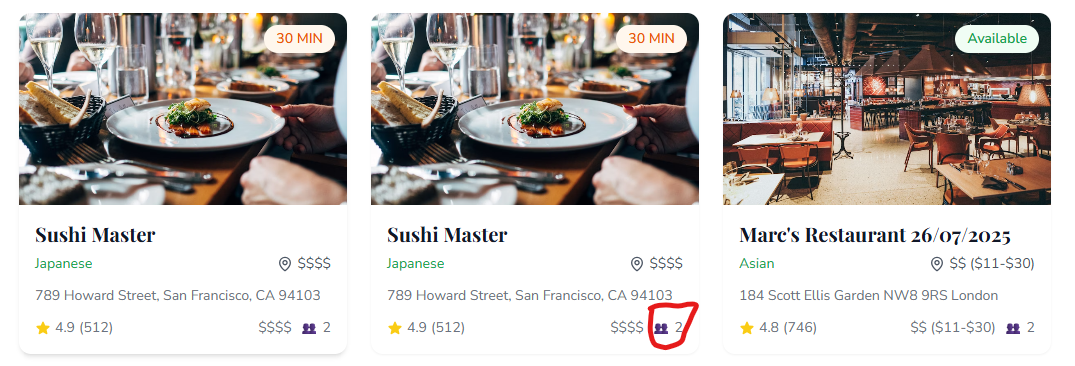 30 MIN
Sushi Master
Japanese $$$$
789 Howard Street, San Francisco, CA 94103
4.9 (512) $$$$ 2
30 MIN
Sushi Master
Japanese $$$$
789 Howard Street, San Francisco, CA 94103
4.9 (512) $$$$ 2
Available
Marc's Restaurant 26/07/2025
Asian $$ ($11-$30)
184 Scott Ellis Garden NW8 9RS London
4.8 (746) $$ ($11-$30) 2